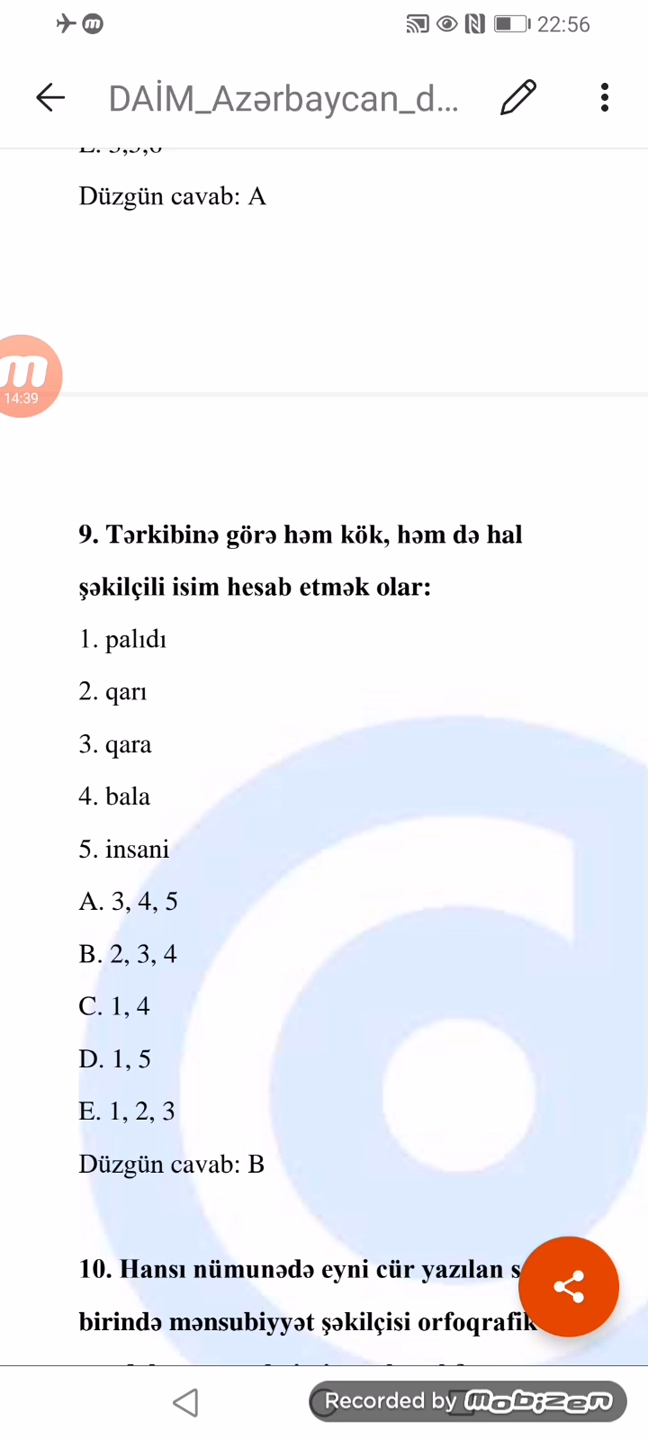 22:56
DAİM_Azərbaycan_d...
Düzgün cavab: A
m
14:39
9. Tərkibinə görə həm kök, həm də hal
şəkilçili isim hesab etmək olar:
1. palıdı
2. qarı
3. qara
4. bala
5. insani
A. 3, 4, 5
B. 2, 3, 4
C. 1, 4
D. 1, 5
E. 1, 2, 3
Düzgün cavab: B
10. Hansı nümunədə eyni cür yazılan
birində mənsubiyyət şəkilçisi orfoqrafik
Recorded by mobizen